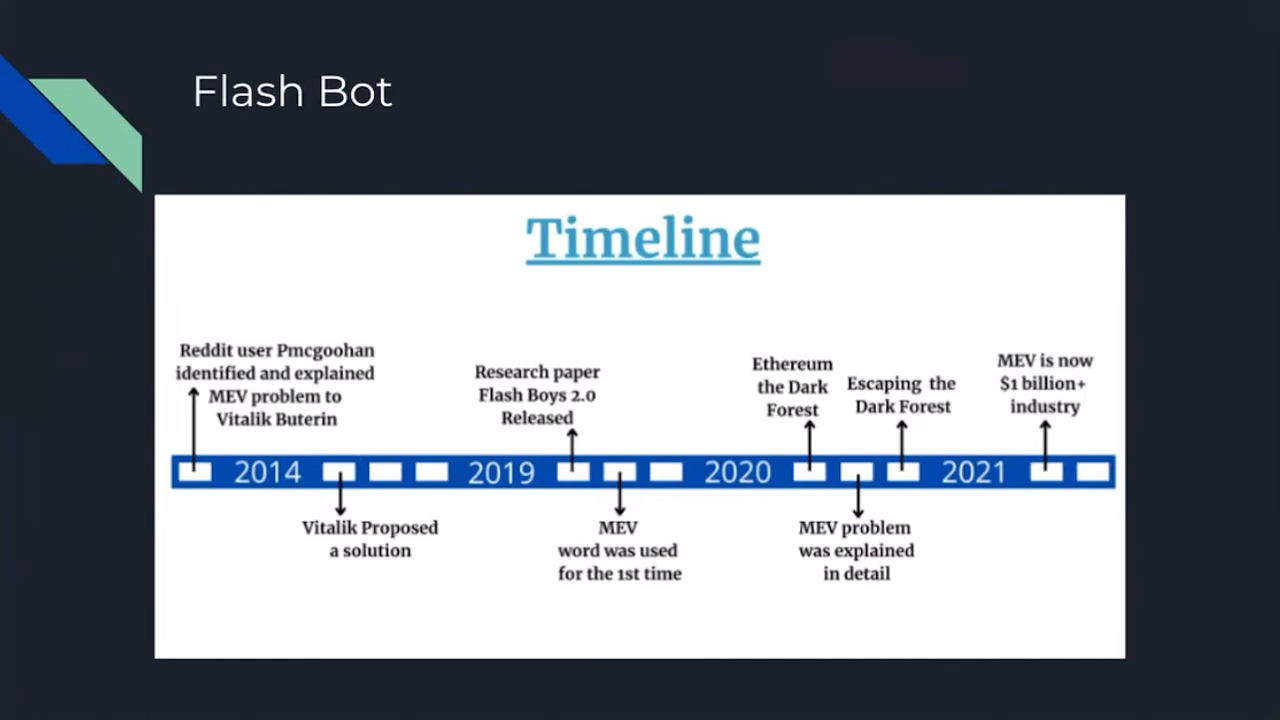 Flash Bot
Timeline
Reddit user Pmcgoohan
identified and explained
MEV problem to
Vitalik Buterin
Research paper
Flash Boys 2.0
Released
Ethereum
the Dark
Forest
Escaping the
Dark Forest
MEV is now
$1 billion+
industry
2014
2019
2020
2021
Vitalik Proposed
a solution
MEV
word was used
for the 1st time
MEV problem
was explained
in detail